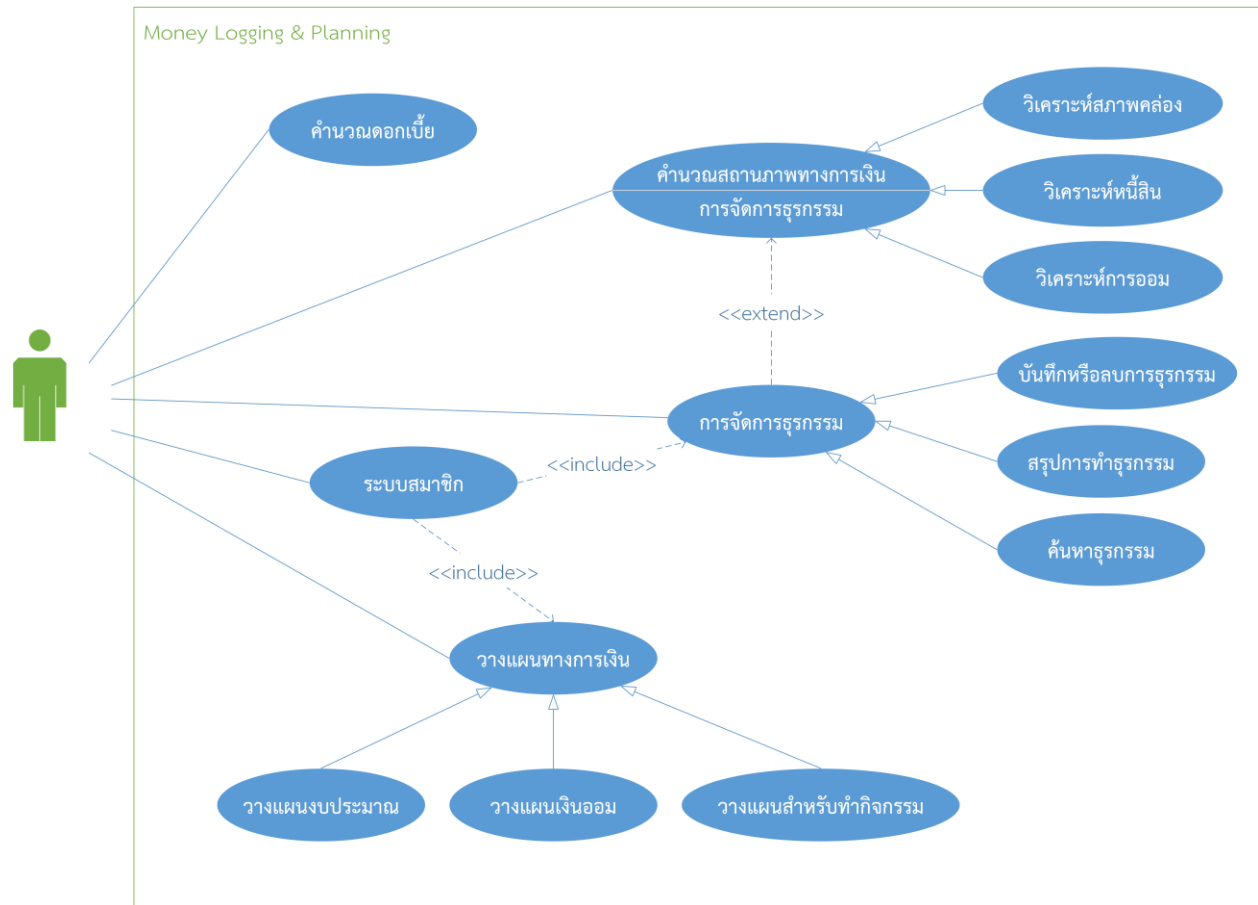 Money Logging & Planning
คำนวณดอกเบี้ย
วิเคราะห์สภาพคล่อง
คำนวณสถานภาพทางการเงิน
การจัดการธุรกรรม
วิเคราะห์หนี้สิน
วิเคราะห์การออม
<<extend>>
บันทึกหรือลบการธุรกรรม
การจัดการธุรกรรม
<<include>>
สรุปการทำธุรกรรม
ระบบสมาชิก
ค้นหาธุรกรรม
<<include>>
วางแผนทางการเงิน
วางแผนงบประมาณ
วางแผนเงินออม
วางแผนสำหรับทำกิจกรรม